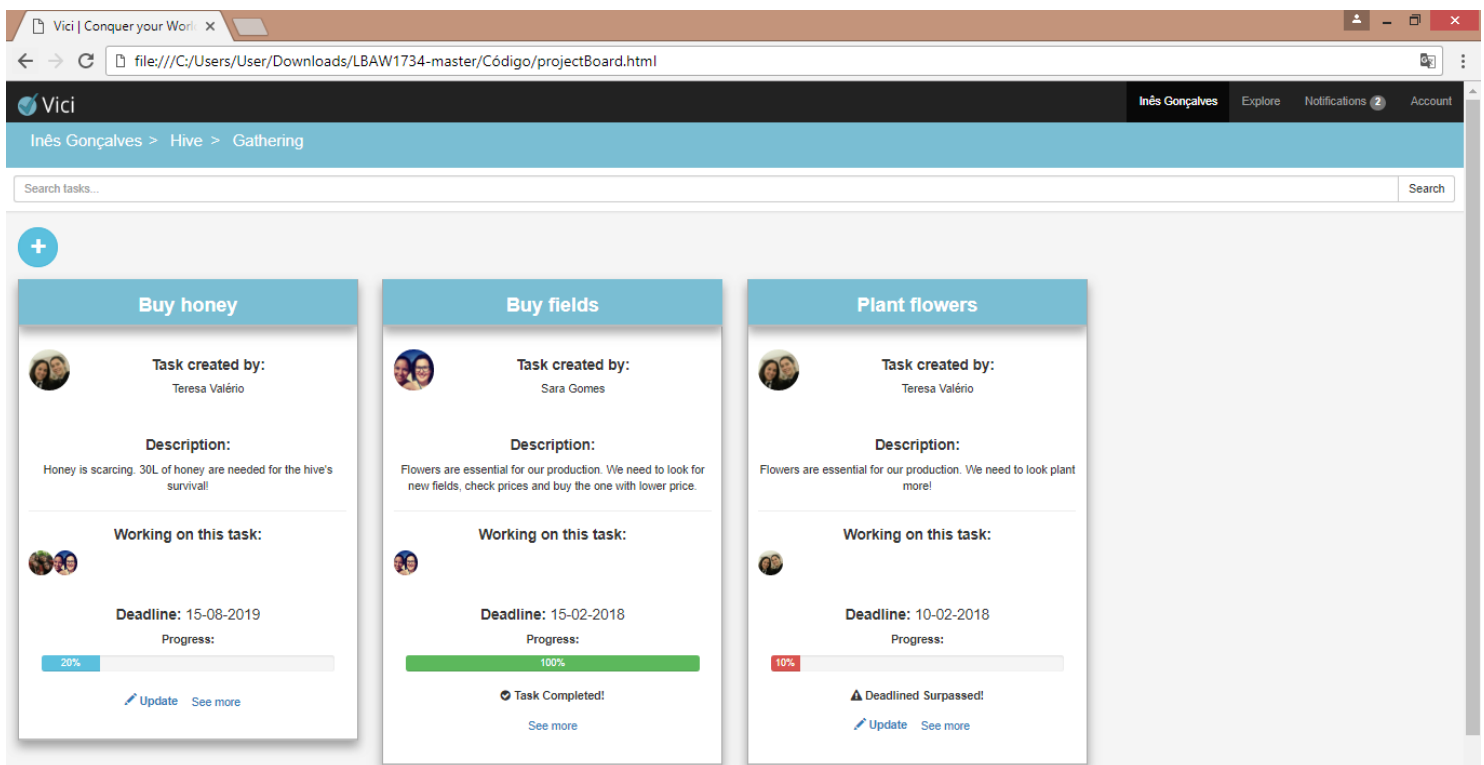 Vici | Conquer your Worl
file:///C:/Users/User/Downloads/LBAW1734-master/Código/projectBoard.html
Vici
Inês Gonçalves Explore Notifications 2 Account
Inês Gonçalves > Hive > Gathering
Search tasks... Search
+
Buy honey
Task created by:
Teresa Valério
Description:
Honey is scarcing. 30L of honey are needed for the hive's
survival!
Working on this task:
Deadline: 15-08-2019
Progress:
20%
Update See more
Buy fields
Task created by:
Sara Gomes
Description:
Flowers are essential for our production. We need to look for
new fields, check prices and buy the one with lower price.
Working on this task:
Deadline: 15-02-2018
Progress:
100%
Task Completed!
See more
Plant flowers
Task created by:
Teresa Valério
Description:
Flowers are essential for our production. We need to look plant
more!
Working on this task:
Deadline: 10-02-2018
Progress:
10%
Deadlined Surpassed!
Update See more